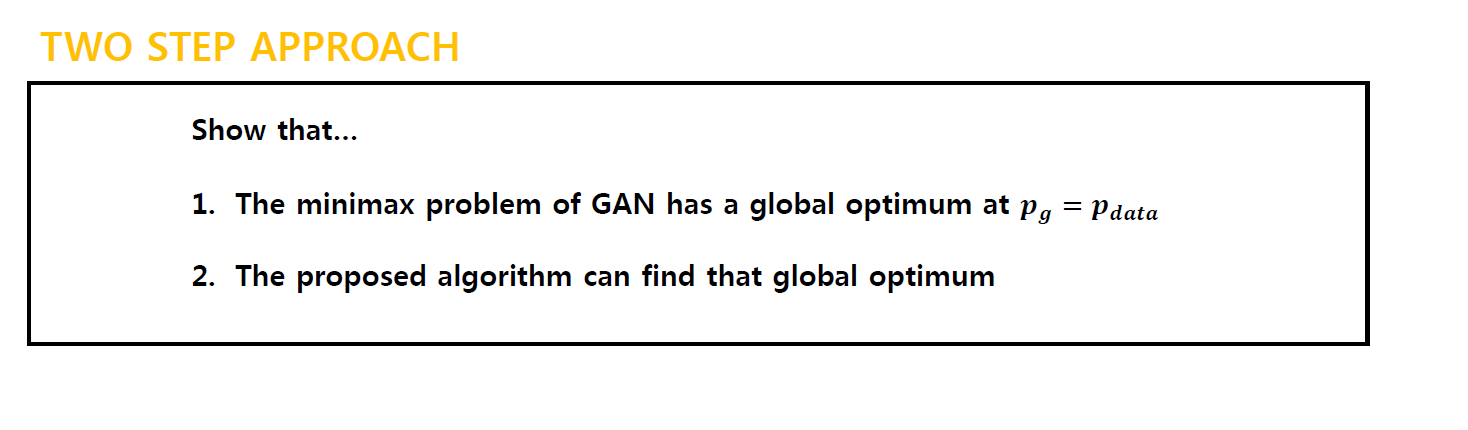 TWO STEP APPROACH
Show that...
1. The minimax problem of GAN has a global optimum at p_g = p_data
2. The proposed algorithm can find that global optimum